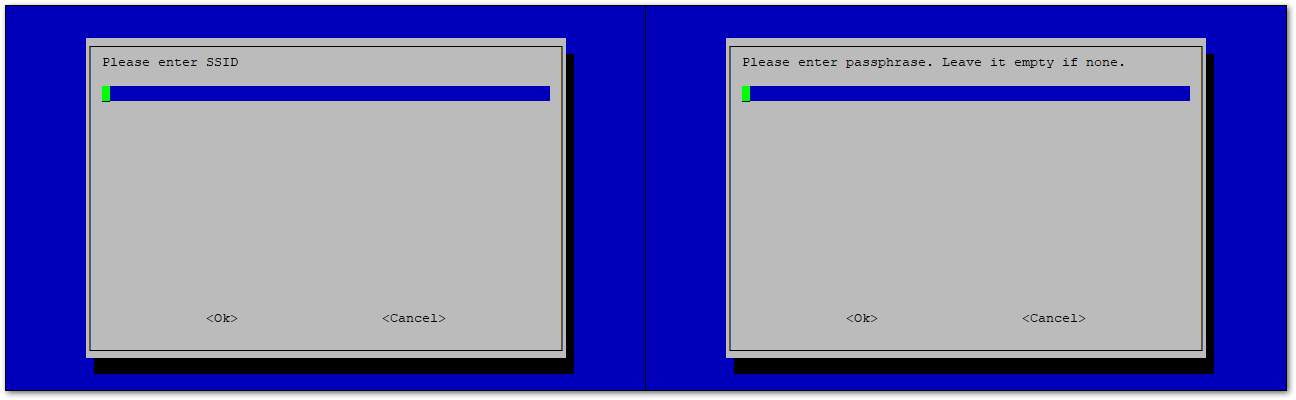 Please enter SSID
<Ok> <Cancel>
Please enter passphrase. Leave it empty if none.
<Ok> <Cancel>